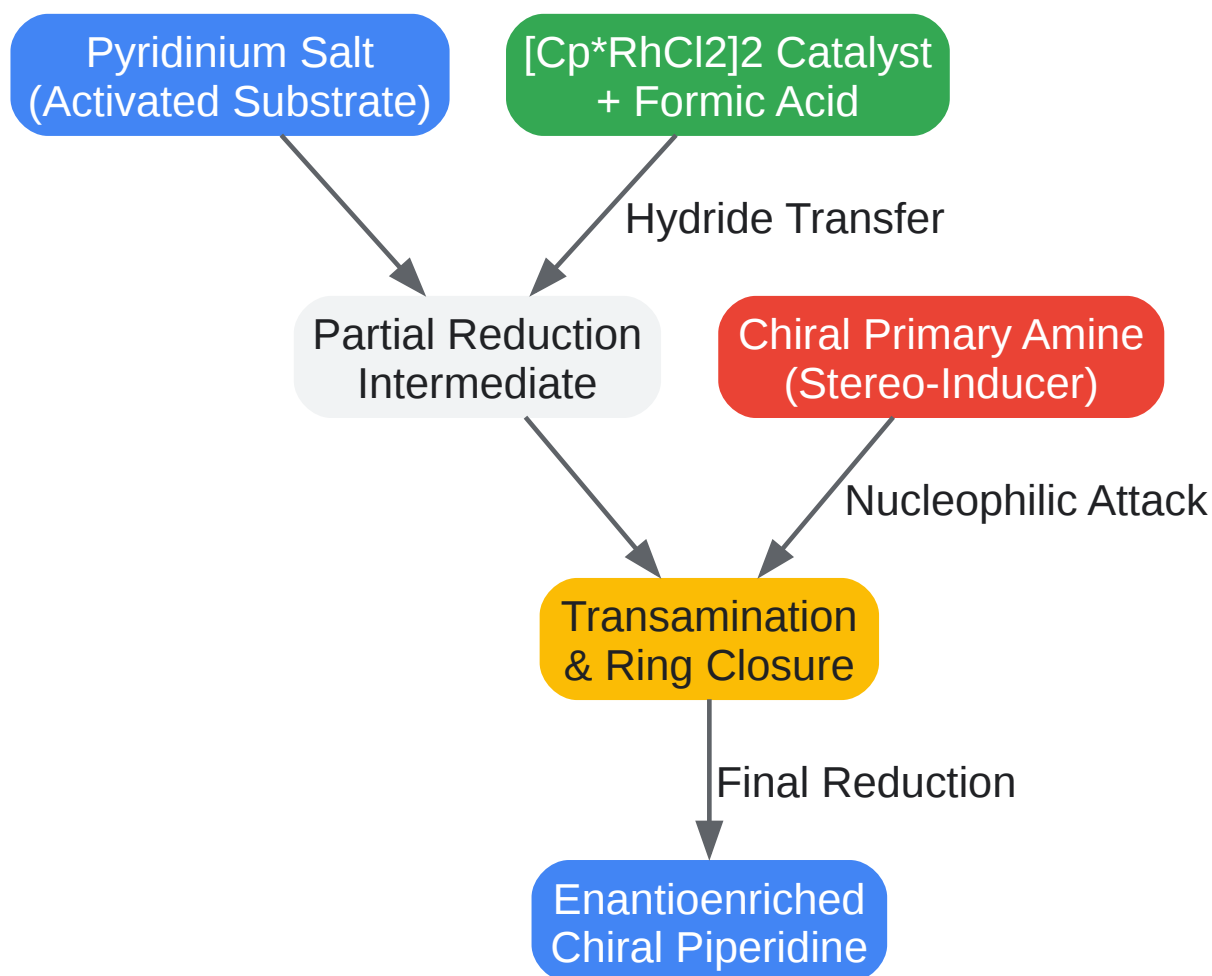 Pyridinium Salt
(Activated Substrate)
[Cp*RhCl2]2 Catalyst
+ Formic Acid
Hydride Transfer
Partial Reduction
Intermediate
Chiral Primary Amine
(Stereo-Inducer)
Nucleophilic Attack
Transamination
& Ring Closure
Final Reduction
Enantioenriched
Chiral Piperidine